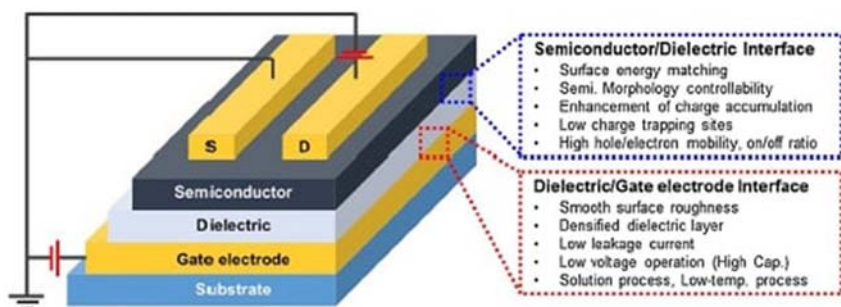 S
D
Semiconductor
Dielectric
Gate electrode
Substrate
Semiconductor/Dielectric Interface
• Surface energy matching
• Semi. Morphology controllability
• Enhancement of charge accumulation
• Low charge trapping sites
• High hole/electron mobility, on/off ratio
Dielectric/Gate electrode Interface
• Smooth surface roughness
• Densified dielectric layer
• Low leakage current
• Low voltage operation (High Cap.)
• Solution process, Low-temp. process